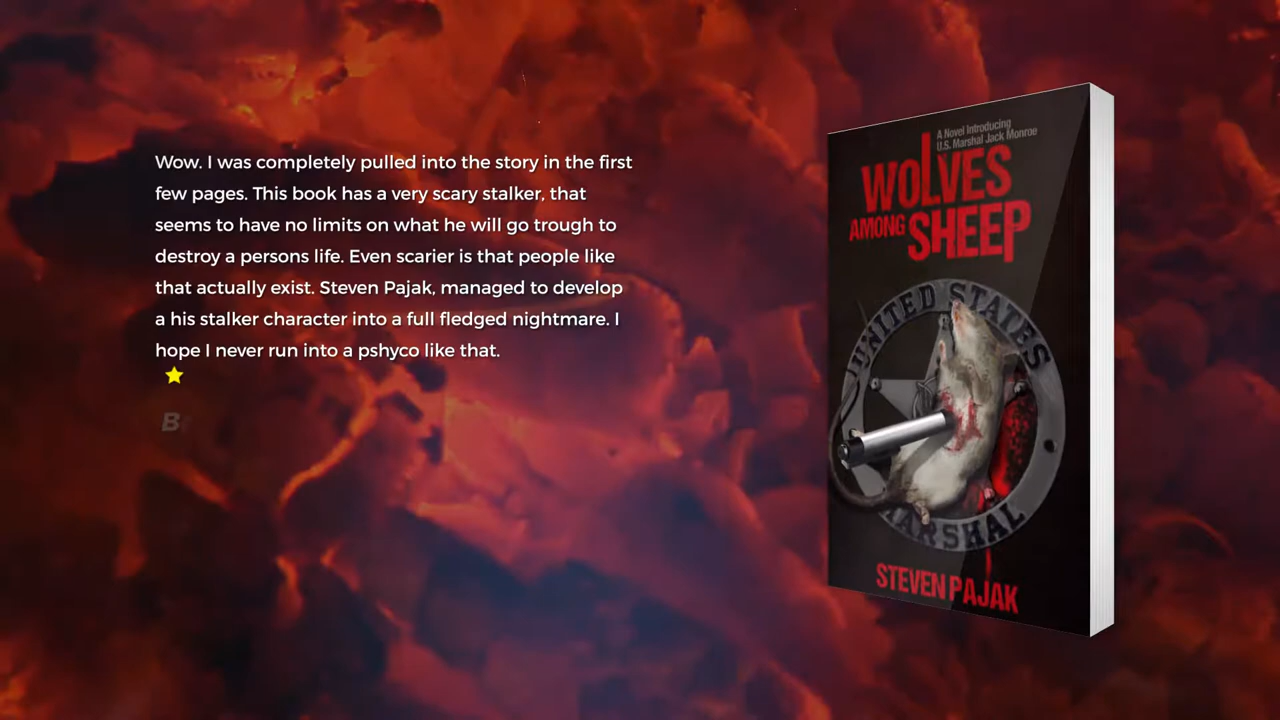 Wow. I was completely pulled into the story in the first
few pages. This book has a very scary stalker, that
seems to have no limits on what he will go trough to
destroy a persons life. Even scarier is that people like
that actually exist. Steven Pajak, managed to develop
a his stalker character into a full fledged nightmare. I
hope I never run into a pshyco like that.
B
A Novel Introducing
U.S. Marshal Jack Monroe
WOLVES
AMONG SHEEP
UNITED STATES
MARSHAL
STEVEN PAJAK